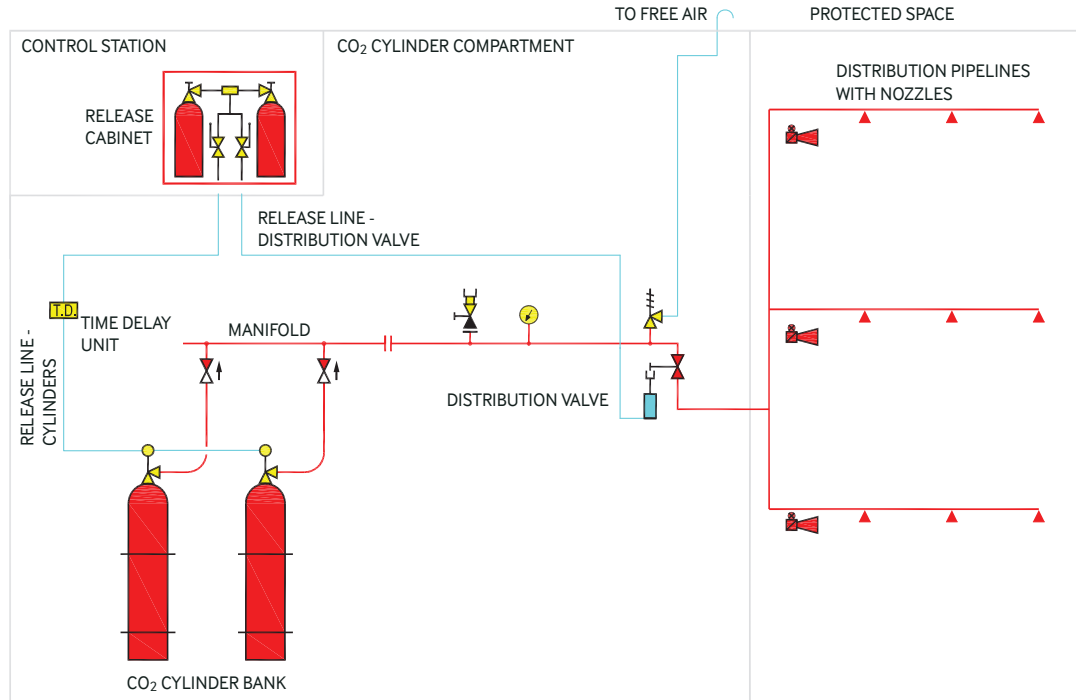 TO FREE AIR
PROTECTED SPACE
CONTROL STATION
CO₂ CYLINDER COMPARTMENT
RELEASE
CABINET
DISTRIBUTION PIPELINES
WITH NOZZLES
RELEASE LINE -
DISTRIBUTION VALVE
T.D.
TIME DELAY
UNIT
MANIFOLD
RELEASE LINE -
CYLINDERS
DISTRIBUTION VALVE
CO₂ CYLINDER BANK